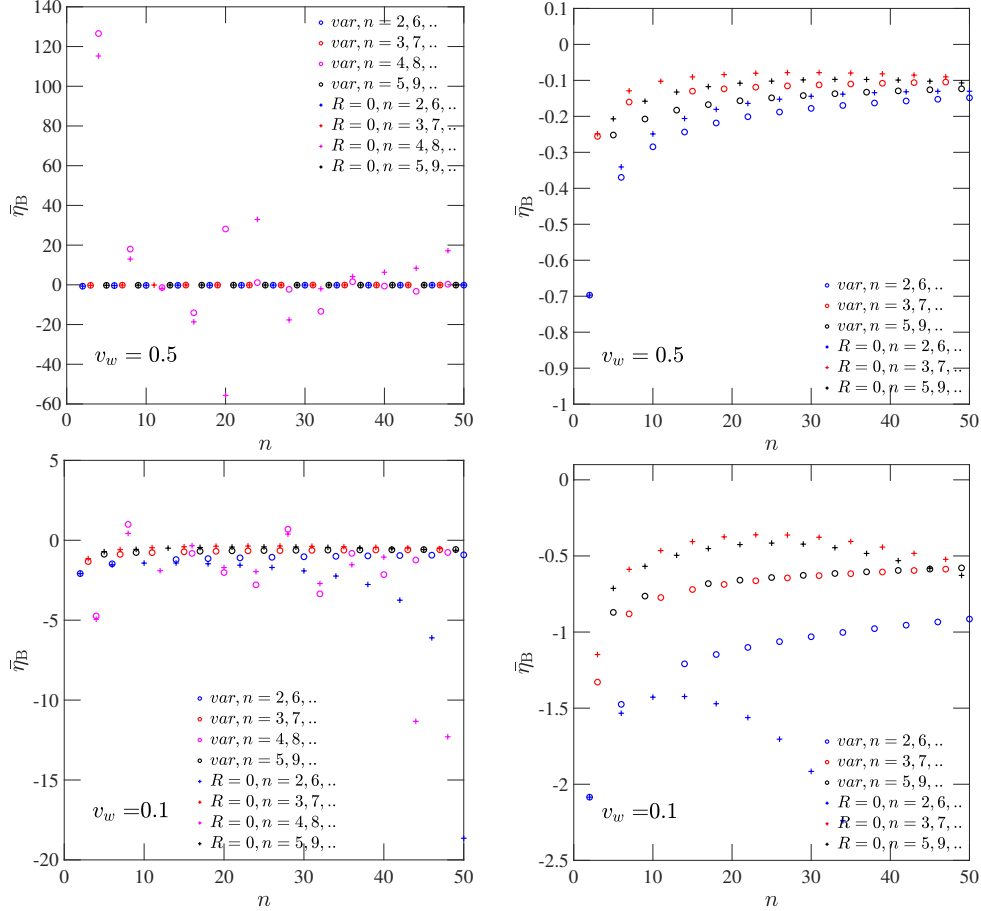 140
120
100
80
60
40
20
0
-20
-40
-60
0 10 20 30 40 50
n
η̄_B
var, n = 2, 6, ..
var, n = 3, 7, ..
var, n = 4, 8, ..
var, n = 5, 9, ..
R = 0, n = 2, 6, ..
R = 0, n = 3, 7, ..
R = 0, n = 4, 8, ..
R = 0, n = 5, 9, ..
v_w = 0.5
0.1
0
-0.1
-0.2
-0.3
-0.4
-0.5
-0.6
-0.7
-0.8
-0.9
-1
0 10 20 30 40 50
n
η̄_B
var, n = 2, 6, ..
var, n = 3, 7, ..
var, n = 5, 9, ..
R = 0, n = 2, 6, ..
R = 0, n = 3, 7, ..
R = 0, n = 5, 9, ..
v_w = 0.5
5
0
-5
-10
-15
-20
0 10 20 30 40 50
n
η̄_B
var, n = 2, 6, ..
var, n = 3, 7, ..
var, n = 4, 8, ..
var, n = 5, 9, ..
R = 0, n = 2, 6, ..
R = 0, n = 3, 7, ..
R = 0, n = 4, 8, ..
R = 0, n = 5, 9, ..
v_w =0.1
0
-0.5
-1
-1.5
-2
-2.5
0 10 20 30 40 50
n
η̄_B
var, n = 2, 6, ..
var, n = 3, 7, ..
var, n = 5, 9, ..
R = 0, n = 2, 6, ..
R = 0, n = 3, 7, ..
R = 0, n = 5, 9, ..
v_w =0.1